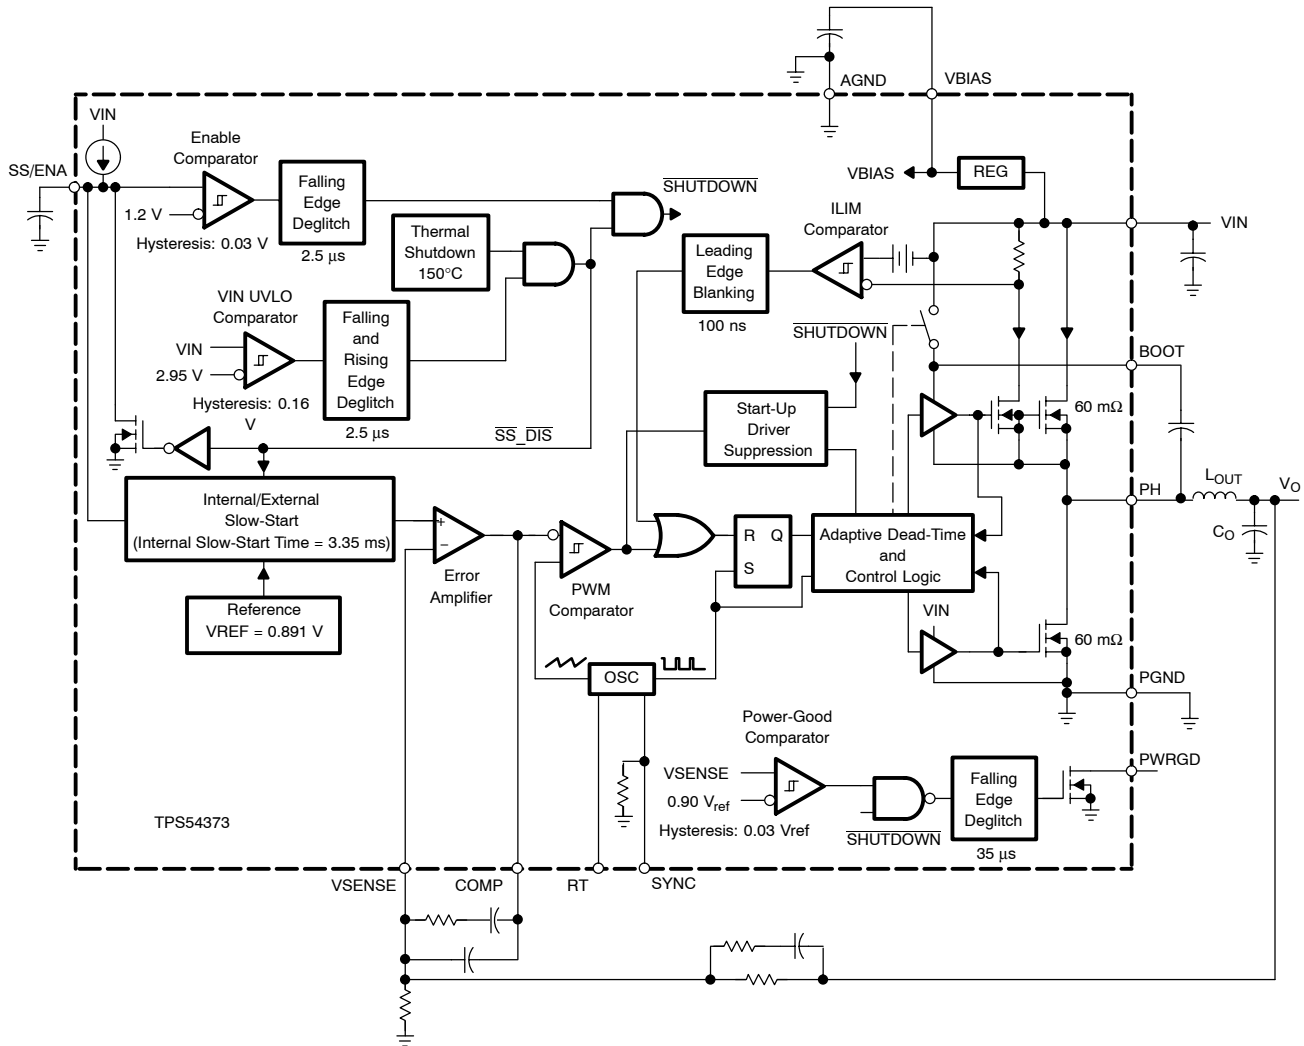 AGND
VBIAS
VIN
Enable
Comparator
SS/ENA
1.2 V
Hysteresis: 0.03 V
Falling
Edge
Deglitch
2.5 μs
SHUTDOWN
VBIAS
REG
Thermal
Shutdown
150°C
ILIM
Comparator
Leading
Edge
Blanking
100 ns
VIN
VIN UVLO
Comparator
VIN
2.95 V
Hysteresis: 0.16
V
Falling
and
Rising
Edge
Deglitch
2.5 μs
SHUTDOWN
BOOT
Start-Up
Driver
Suppression
60 mΩ
SS_DIS
Internal/External
Slow-Start
(Internal Slow-Start Time = 3.35 ms)
+
−
Error
Amplifier
PWM
Comparator
R Q
S
Adaptive Dead-Time
and
Control Logic
PH
LOUT
VO
CO
Reference
VREF = 0.891 V
VIN
60 mΩ
OSC
PGND
Power-Good
Comparator
VSENSE
0.90 Vref
Hysteresis: 0.03 Vref
SHUTDOWN
Falling
Edge
Deglitch
35 μs
PWRGD
TPS54373
VSENSE
COMP
RT
SYNC